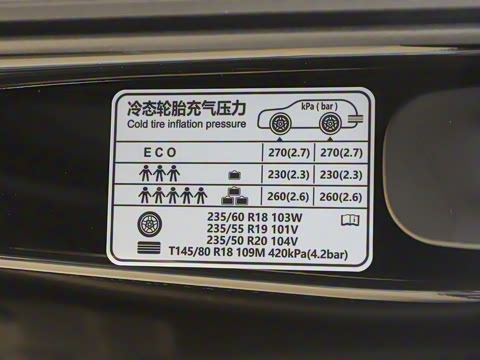 冷态轮胎充气压力
Cold tire inflation pressure
kPa ( bar )
ECO 270(2.7) 270(2.7)
230(2.3) 230(2.3)
260(2.6) 260(2.6)
235/60 R18 103W
235/55 R19 101V
235/50 R20 104V
T145/80 R18 109M 420kPa(4.2bar)